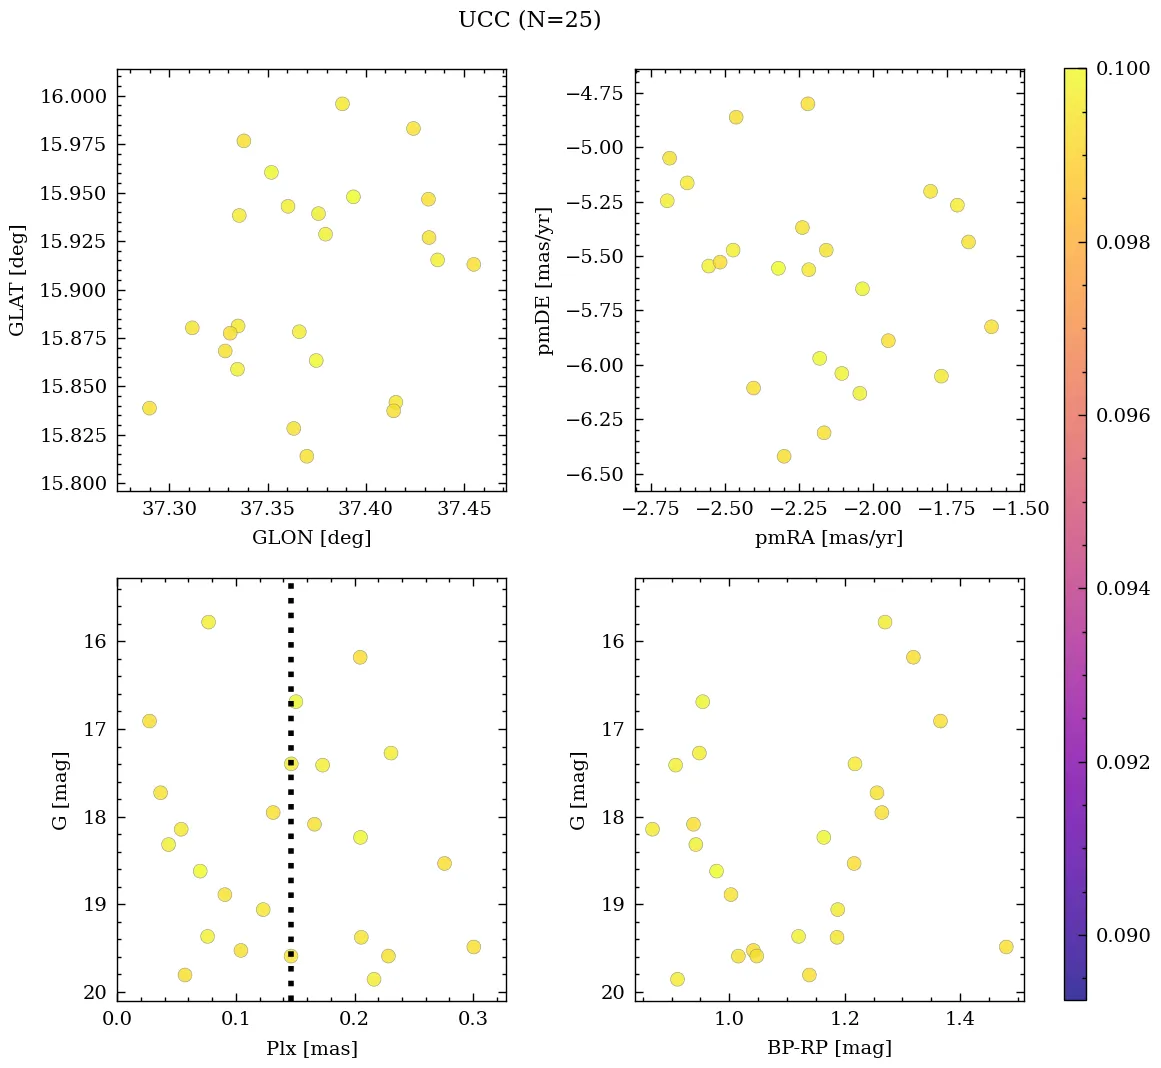 UCC (N=25)
16.000
15.975
15.950
15.925
15.900
15.875
15.850
15.825
15.800
GLAT [deg]
37.30 37.35 37.40 37.45
GLON [deg]
−4.75
−5.00
−5.25
−5.50
−5.75
−6.00
−6.25
−6.50
pmDE [mas/yr]
−2.75 −2.50 −2.25 −2.00 −1.75 −1.50
pmRA [mas/yr]
0.100
0.098
0.096
0.094
0.092
0.090
16
17
18
19
20
G [mag]
0.0 0.1 0.2 0.3
Plx [mas]
16
17
18
19
20
G [mag]
1.0 1.2 1.4
BP-RP [mag]